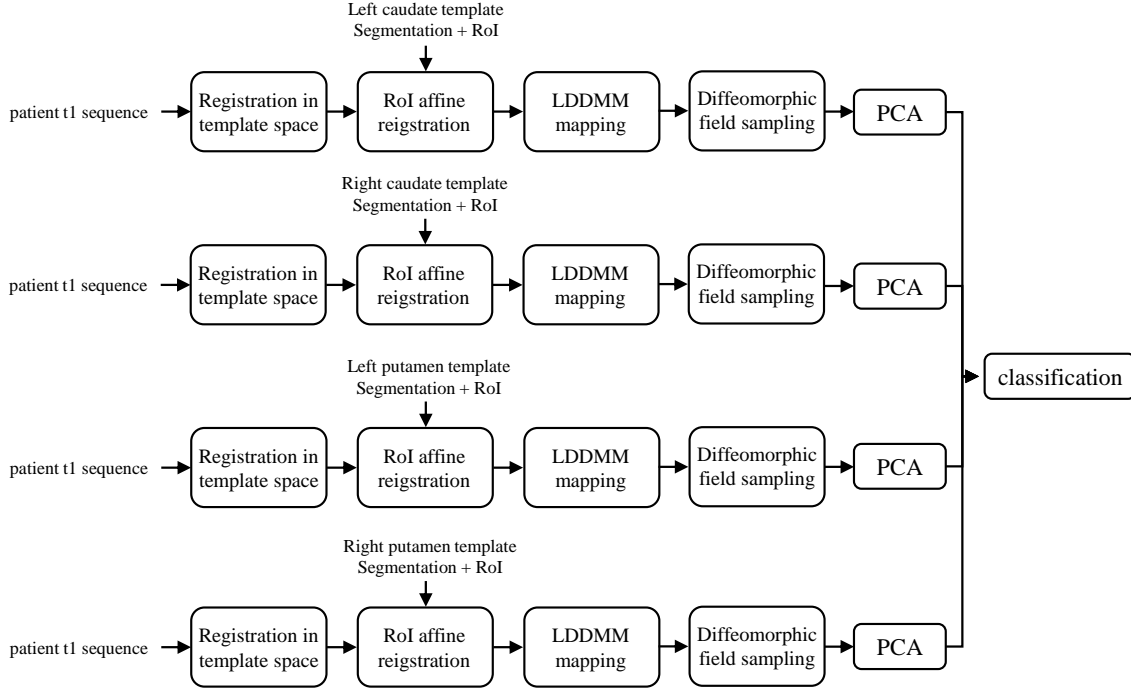 Left caudate template
Segmentation + RoI
patient t1 sequence
Registration in
template space
RoI affine
reigstration
LDDMM
mapping
Diffeomorphic
field sampling
PCA
Right caudate template
Segmentation + RoI
patient t1 sequence
Registration in
template space
RoI affine
reigstration
LDDMM
mapping
Diffeomorphic
field sampling
PCA
classification
Left putamen template
Segmentation + RoI
patient t1 sequence
Registration in
template space
RoI affine
reigstration
LDDMM
mapping
Diffeomorphic
field sampling
PCA
Right putamen template
Segmentation + RoI
patient t1 sequence
Registration in
template space
RoI affine
reigstration
LDDMM
mapping
Diffeomorphic
field sampling
PCA